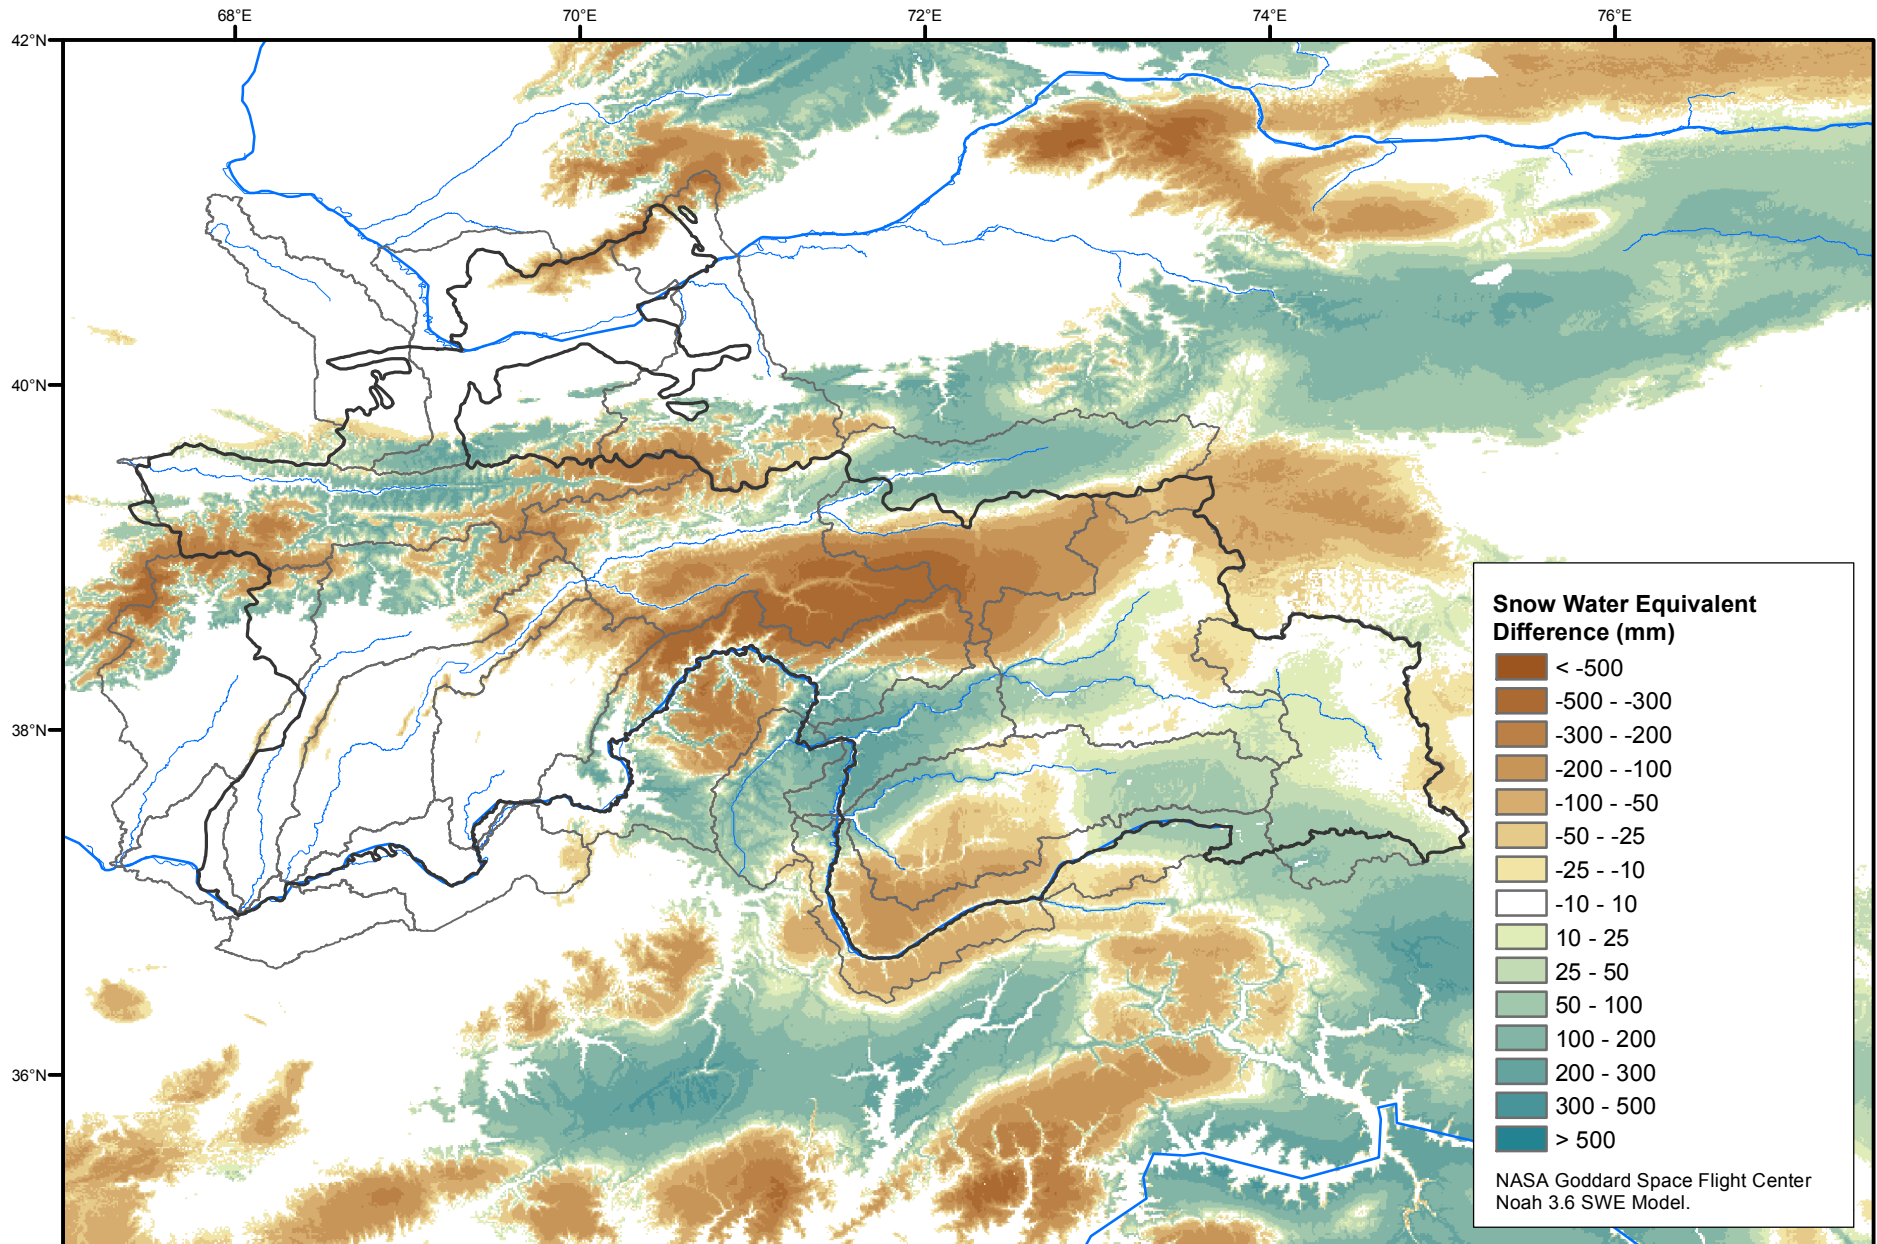 68°E
70°E
72°E
74°E
76°E
42°N
40°N
38°N
36°N
Snow Water Equivalent
Difference (mm)
< -500
-500 - -300
-300 - -200
-200 - -100
-100 - -50
-50 - -25
-25 - -10
-10 - 10
10 - 25
25 - 50
50 - 100
100 - 200
200 - 300
300 - 500
> 500
NASA Goddard Space Flight Center
Noah 3.6 SWE Model.